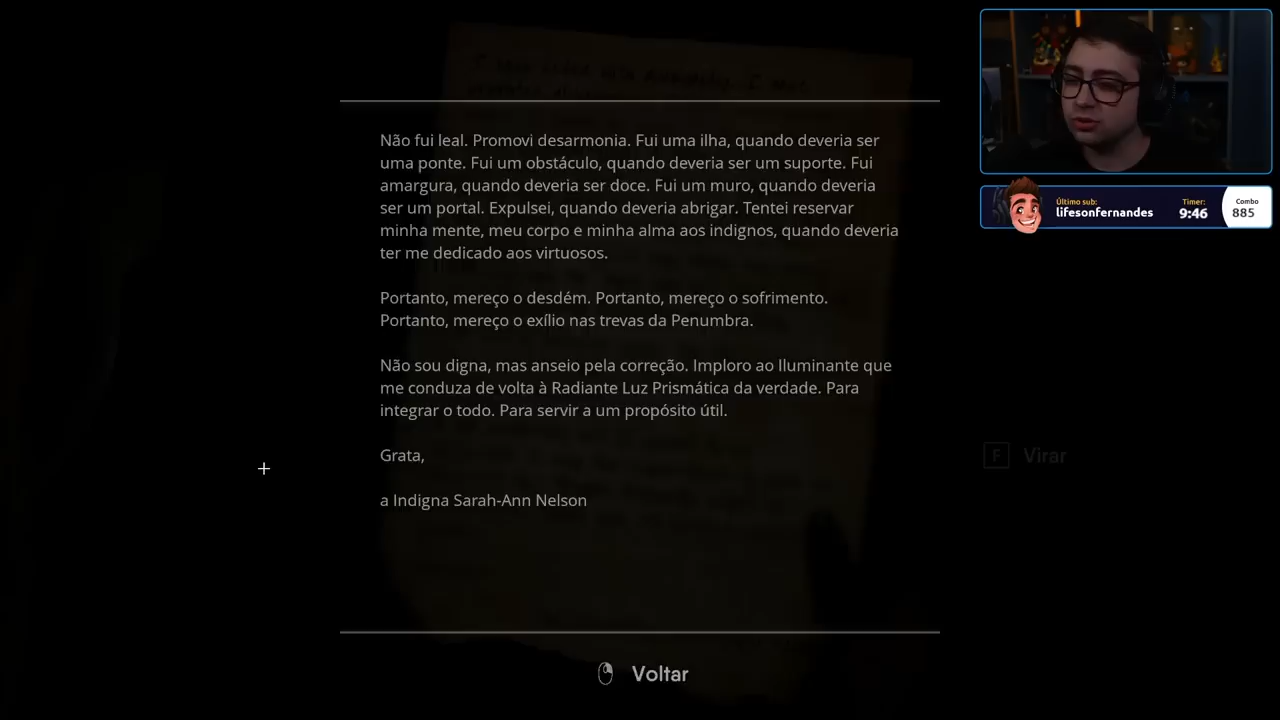 Não fui leal. Promovi desarmonia. Fui uma ilha, quando deveria ser
uma ponte. Fui um obstáculo, quando deveria ser um suporte. Fui
amargura, quando deveria ser doce. Fui um muro, quando deveria
ser um portal. Expulsei, quando deveria abrigar. Tentei reservar
minha mente, meu corpo e minha alma aos indignos, quando deveria
ter me dedicado aos virtuosos.
Portanto, mereço o desdém. Portanto, mereço o sofrimento.
Portanto, mereço o exílio nas trevas da Penumbra.
Não sou digna, mas anseio pela correção. Imploro ao Iluminante que
me conduza de volta à Radiante Luz Prismática da verdade. Para
integrar o todo. Para servir a um propósito útil.
Grata,
a Indigna Sarah-Ann Nelson
Voltar
F Virar
Último sub:
lifesonfernandes
Timer:
9:46
Combo
885